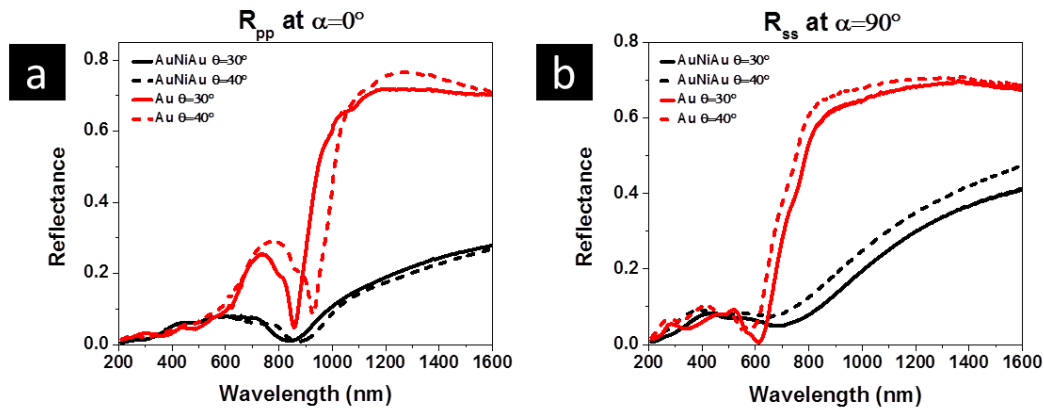 R_pp at α=0°
a
AuNiAu θ=30°
AuNiAu θ=40°
Au θ=30°
Au θ=40°
0.8
0.6
0.4
0.2
0.0
Reflectance
200 400 600 800 1000 1200 1400 1600
Wavelength (nm)
R_ss at α=90°
b
AuNiAu θ=30°
AuNiAu θ=40°
Au θ=30°
Au θ=40°
0.8
0.6
0.4
0.2
0.0
Reflectance
200 400 600 800 1000 1200 1400 1600
Wavelength (nm)